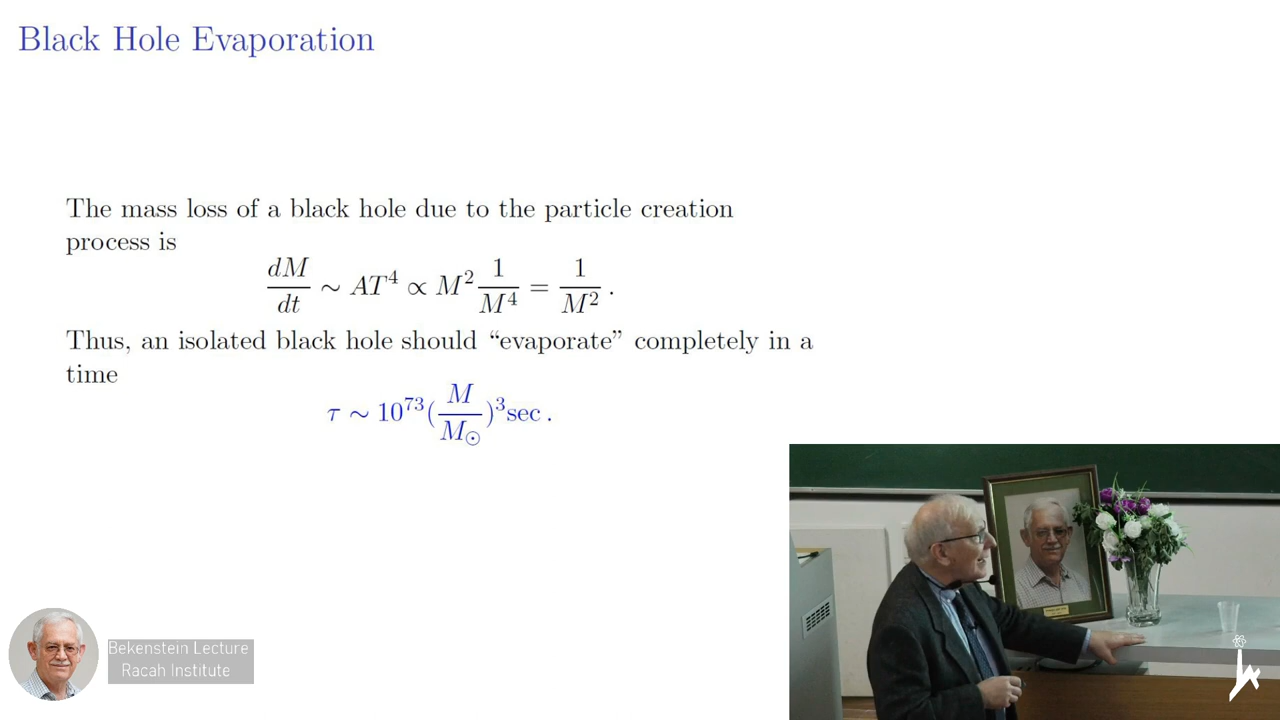 Black Hole Evaporation
The mass loss of a black hole due to the particle creation
process is
dM/dt ∼ AT⁴ ∝ M² 1/M⁴ = 1/M² .
Thus, an isolated black hole should “evaporate” completely in a
time
τ ∼ 10⁷³(M/M☉)³sec .
Bekenstein Lecture
Racah Institute